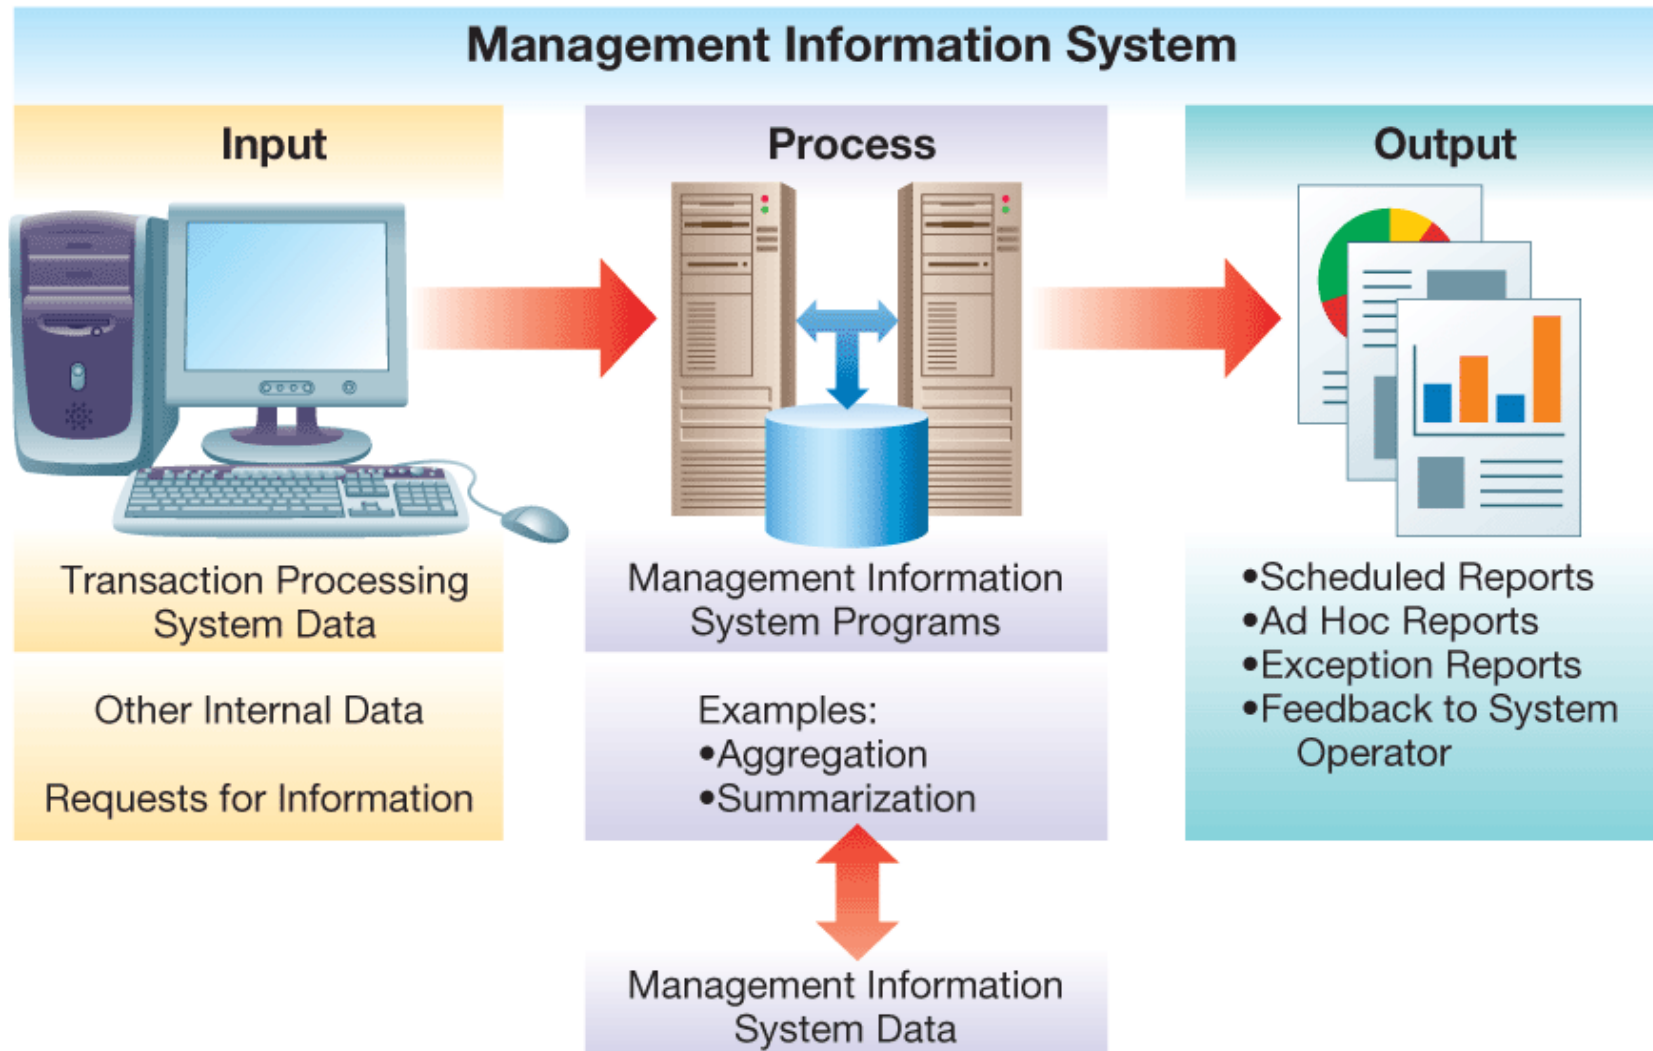 Management Information System
Input
Transaction Processing
System Data
Other Internal Data
Requests for Information
Process
Management Information
System Programs
Examples:
•Aggregation
•Summarization
Management Information
System Data
Output
•Scheduled Reports
•Ad Hoc Reports
•Exception Reports
•Feedback to System
Operator